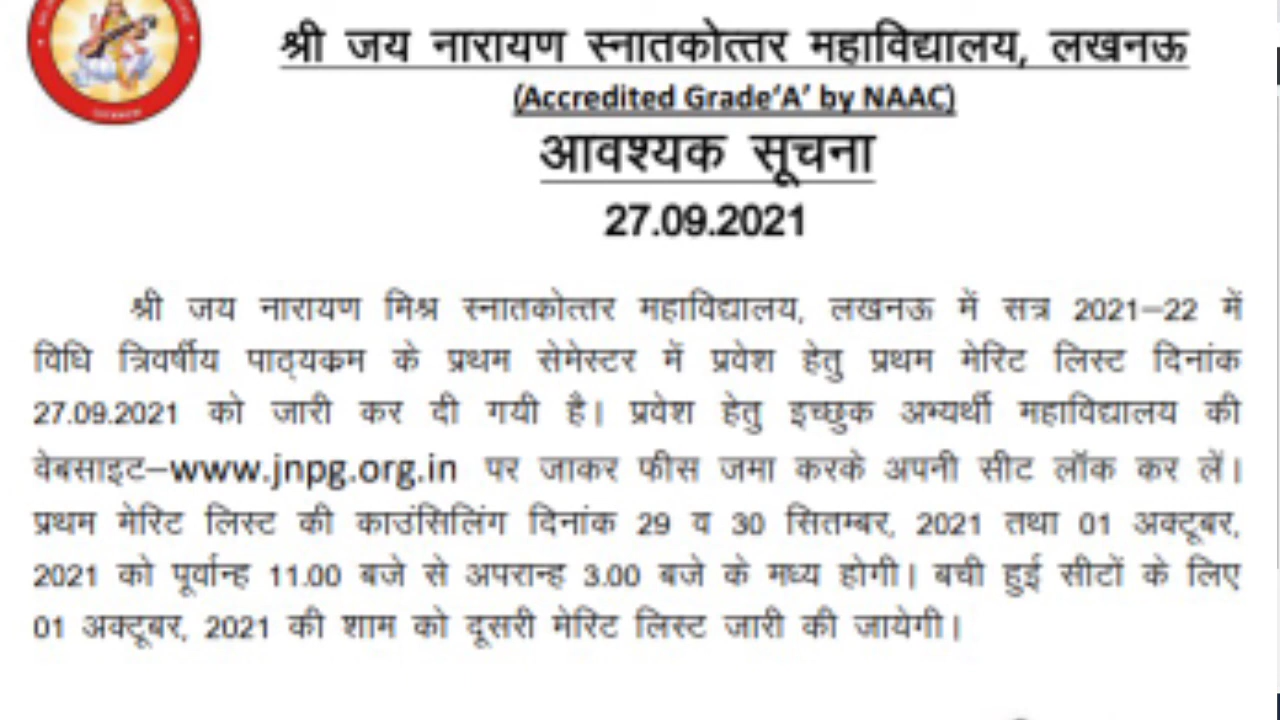 श्री जय नारायण स्नातकोत्तर महाविद्यालय, लखनऊ
(Accredited Grade'A' by NAAC)
आवश्यक सूचना
27.09.2021
श्री जय नारायण मिश्र स्नातकोत्तर महाविद्यालय, लखनऊ में सत्र 2021–22 में
विधि त्रिवर्षीय पाठ्यकम के प्रथम सेमेस्टर में प्रवेश हेतु प्रथम मेरिट लिस्ट दिनांक
27.09.2021 को जारी कर दी गयी है। प्रवेश हेतु इच्छुक अभ्यर्थी महाविद्यालय की
वेबसाइट–www.jnpg.org.in पर जाकर फीस जमा करके अपनी सीट लॉक कर लें।
प्रथम मेरिट लिस्ट की काउंसिलिंग दिनांक 29 व 30 सितम्बर, 2021 तथा 01 अक्टूबर,
2021 को पूर्वान्ह 11.00 बजे से अपरान्ह 3.00 बजे के मध्य होगी। बची हुई सीटों के लिए
01 अक्टूबर, 2021 की शाम को दूसरी मेरिट लिस्ट जारी की जायेगी।